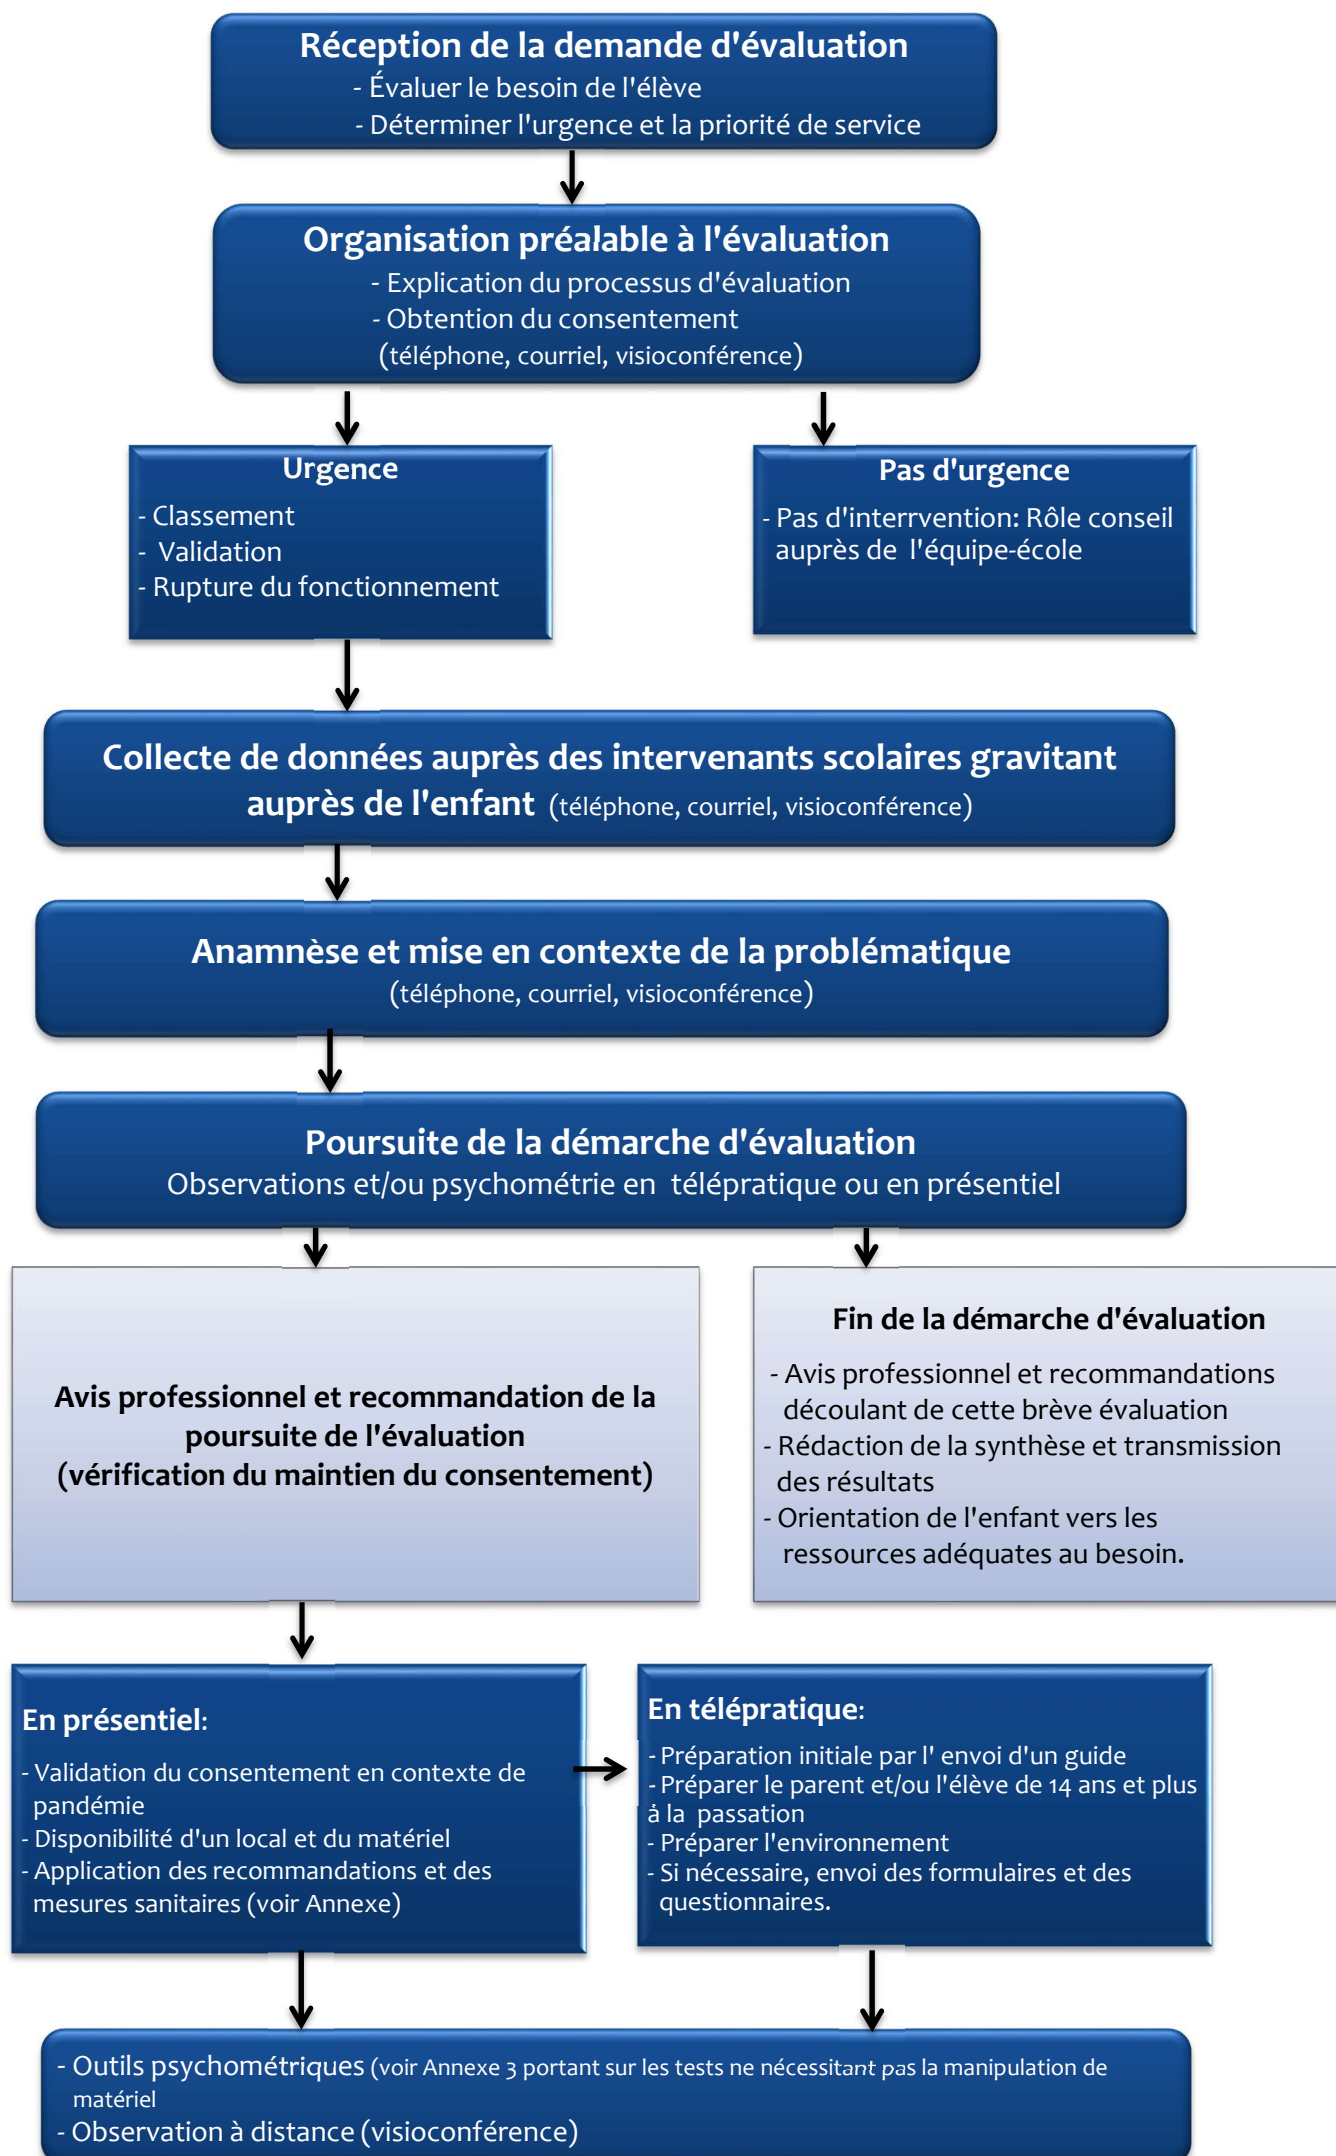 Réception de la demande d'évaluation
- Évaluer le besoin de l'élève
- Déterminer l'urgence et la priorité de service
Organisation préalable à l'évaluation
- Explication du processus d'évaluation
- Obtention du consentement
(téléphone, courriel, visioconférence)
Urgence
- Classement
- Validation
- Rupture du fonctionnement
Pas d'urgence
- Pas d'interrvention: Rôle conseil
auprès de l'équipe-école
Collecte de données auprès des intervenants scolaires gravitant
auprès de l'enfant (téléphone, courriel, visioconférence)
Anamnèse et mise en contexte de la problématique
(téléphone, courriel, visioconférence)
Poursuite de la démarche d'évaluation
Observations et/ou psychométrie en télépratique ou en présentiel
Avis professionnel et recommandation de la
poursuite de l'évaluation
(vérification du maintien du consentement)
Fin de la démarche d'évaluation
- Avis professionnel et recommandations
découlant de cette brève évaluation
- Rédaction de la synthèse et transmission
des résultats
- Orientation de l'enfant vers les
ressources adéquates au besoin.
En présentiel:
- Validation du consentement en contexte de
pandémie
- Disponibilité d'un local et du matériel
- Application des recommandations et des
mesures sanitaires (voir Annexe)
En télépratique:
- Préparation initiale par l' envoi d'un guide
- Préparer le parent et/ou l'élève de 14 ans et plus
à la passation
- Préparer l'environnement
- Si nécessaire, envoi des formulaires et des
questionnaires.
- Outils psychométriques (voir Annexe 3 portant sur les tests ne nécessitant pas la manipulation de
matériel
- Observation à distance (visioconférence)